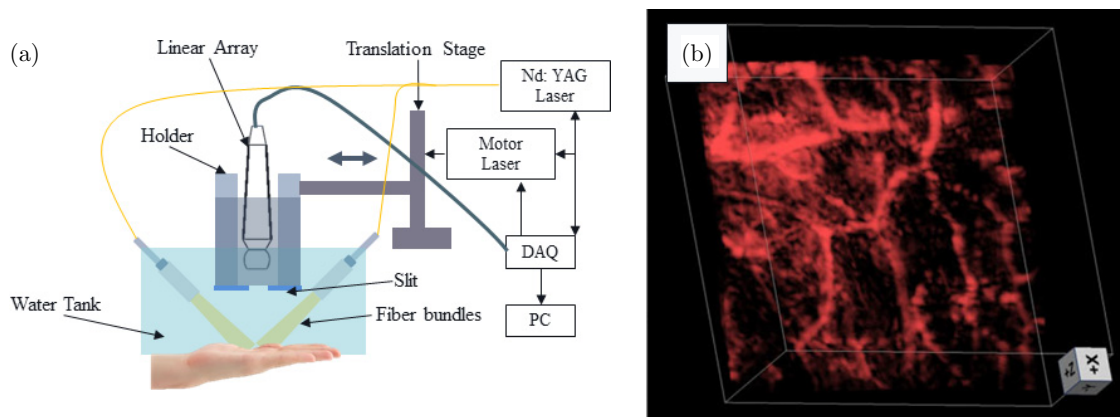 (a)
Linear Array
Translation
Stage
Nd: YAG
Laser
Holder
Motor
Laser
DAQ
Slit
Water Tank
Fiber bundles
PC
(b)
+Z
+X